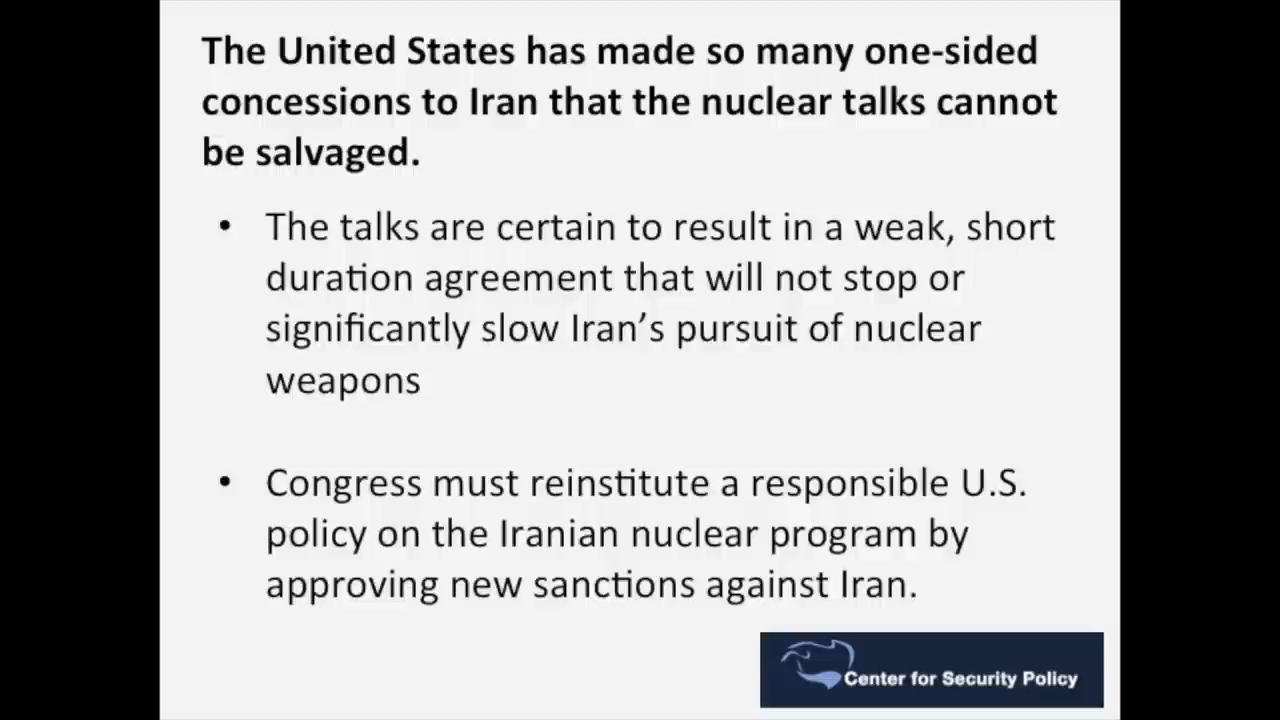 The United States has made so many one-sided
concessions to Iran that the nuclear talks cannot
be salvaged.
• The talks are certain to result in a weak, short
duration agreement that will not stop or
significantly slow Iran’s pursuit of nuclear
weapons
• Congress must reinstitute a responsible U.S.
policy on the Iranian nuclear program by
approving new sanctions against Iran.
Center for Security Policy